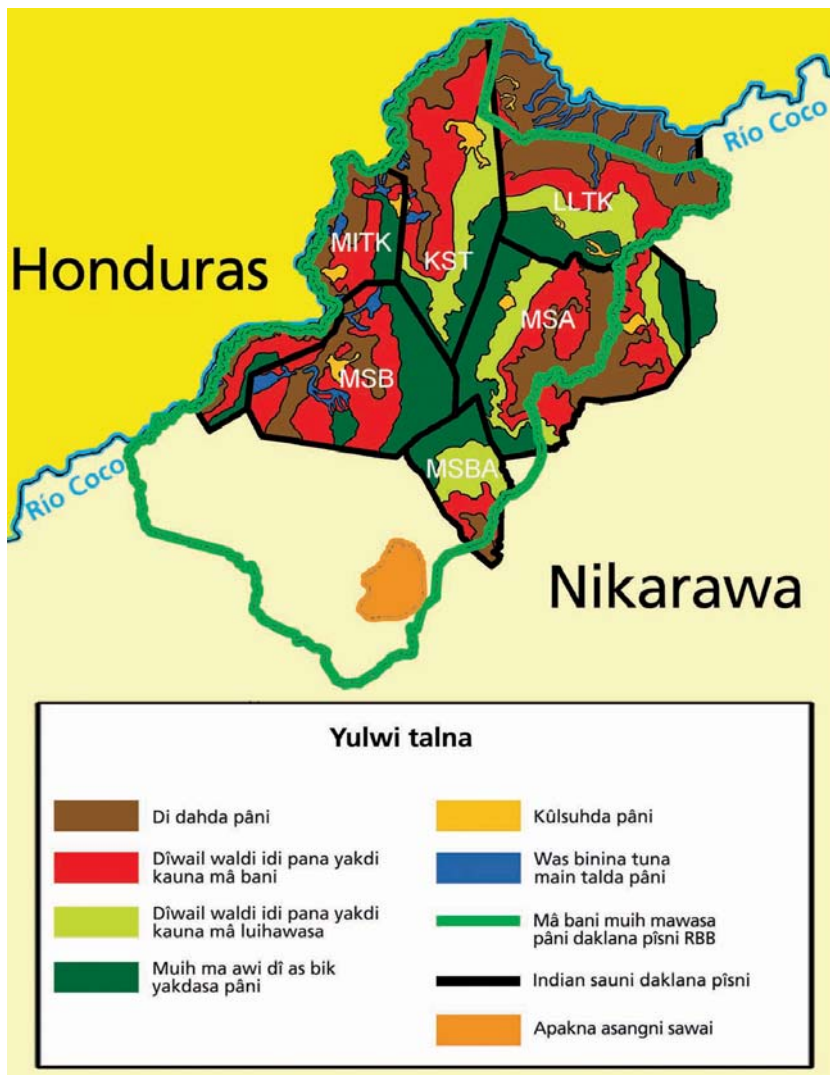 Río Coco
LLTK
MITK
KST
Honduras
MSA
MSB
MSBA
Río Coco
Nikarawa
Yulwi talna
Di dahda pâni
Dîwail waldi idi pana yakdi
kauna mâ bani
Dîwail waldi idi pana yakdi
kauna mâ luihawasa
Muih ma awi dî as bik
yakdasa pâni
Kûlsuhda pâni
Was binina tuna
main talda pâni
Mâ bani muih mawasa
pâni daklana pîsni RBB
Indian sauni daklana pîsni
Apakna asangni sawai